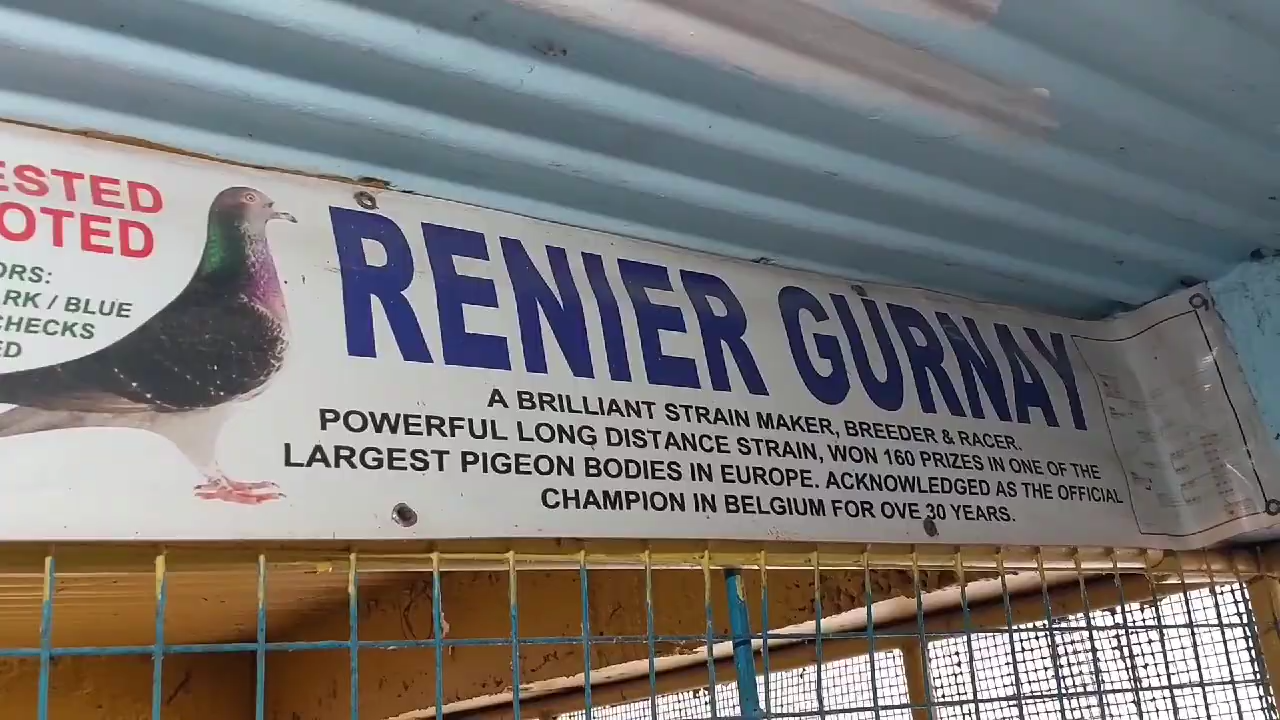 ESTED
OTED
ORS:
ARK / BLUE
CHECKS
ED
RENIER GURNAY
A BRILLIANT STRAIN MAKER, BREEDER & RACER.
POWERFUL LONG DISTANCE STRAIN, WON 160 PRIZES IN ONE OF THE
LARGEST PIGEON BODIES IN EUROPE. ACKNOWLEDGED AS THE OFFICIAL
CHAMPION IN BELGIUM FOR OVE 30 YEARS.